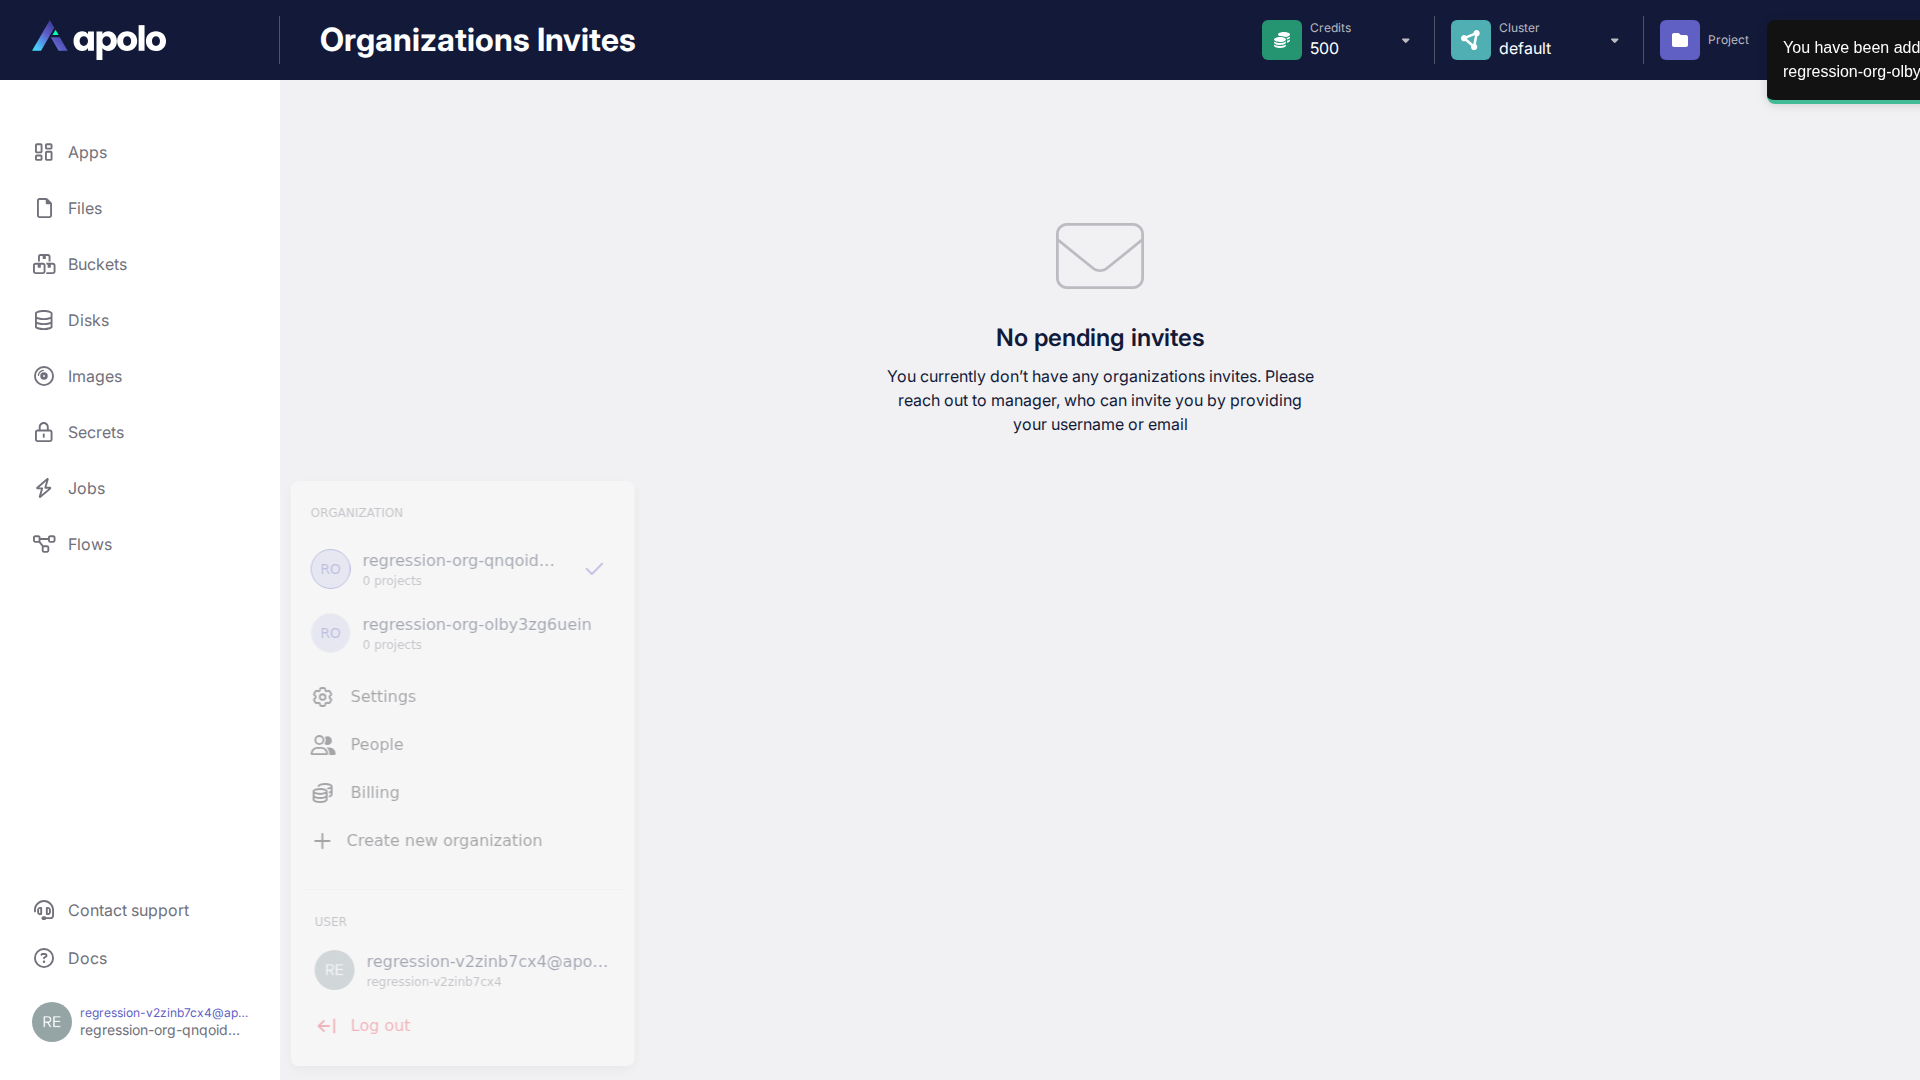 apolo
Organizations Invites
Credits
500
Cluster
default
Project
You have been add
regression-org-olby
Apps
Files
Buckets
Disks
Images
Secrets
Jobs
Flows
No pending invites
You currently don’t have any organizations invites. Please
reach out to manager, who can invite you by providing
your username or email
ORGANIZATION
RO
regression-org-qnqoid...
0 projects
RO
regression-org-olby3zg6uein
0 projects
Settings
People
Billing
Create new organization
USER
RE
regression-v2zinb7cx4@apo...
regression-v2zinb7cx4
Log out
Contact support
Docs
RE
regression-v2zinb7cx4@ap...
regression-org-qnqoid...